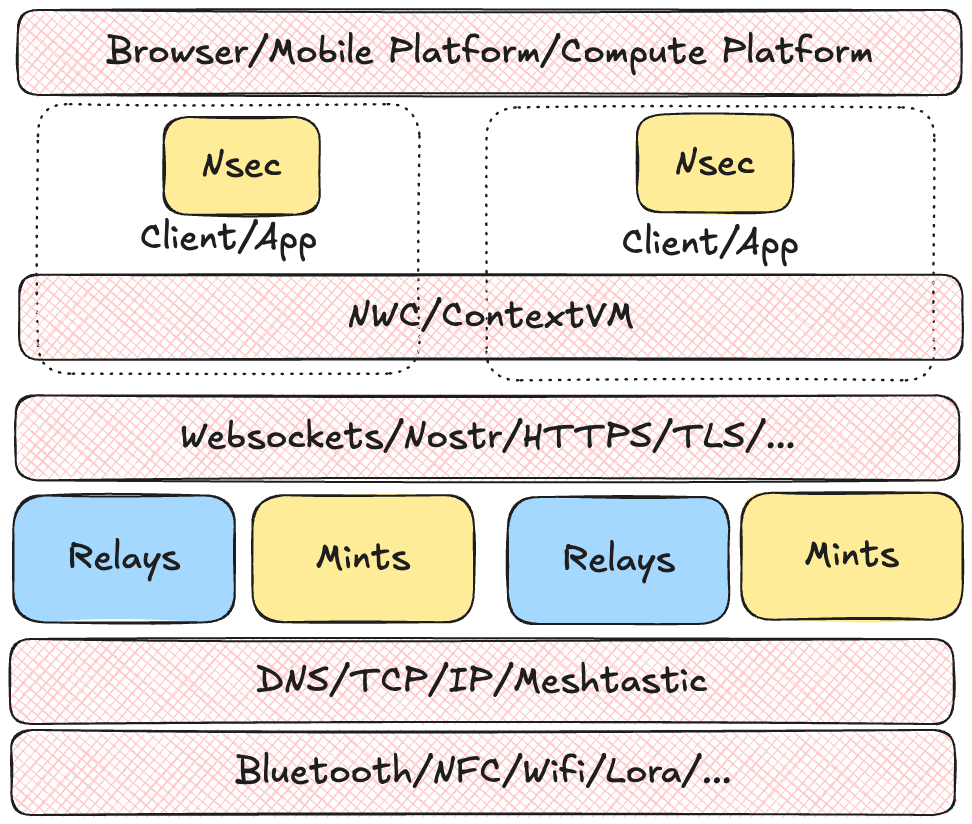 Browser/Mobile Platform/Compute Platform
Nsec
Nsec
Client/App
Client/App
NWC/ContextVM
Websockets/Nostr/HTTPS/TLS/...
Relays
Mints
Relays
Mints
DNS/TCP/IP/Meshtastic
Bluetooth/NFC/Wifi/Lora/...